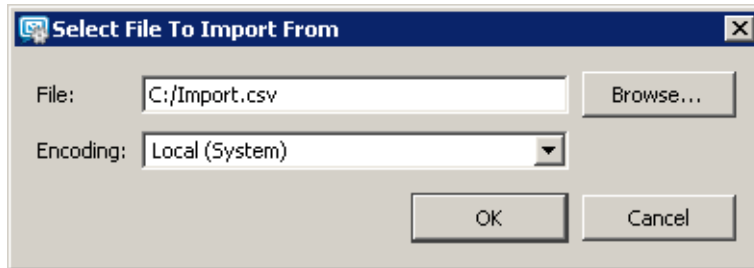 Select File To Import From
File: C:/Import.csv Browse...
Encoding: Local (System)
OK Cancel